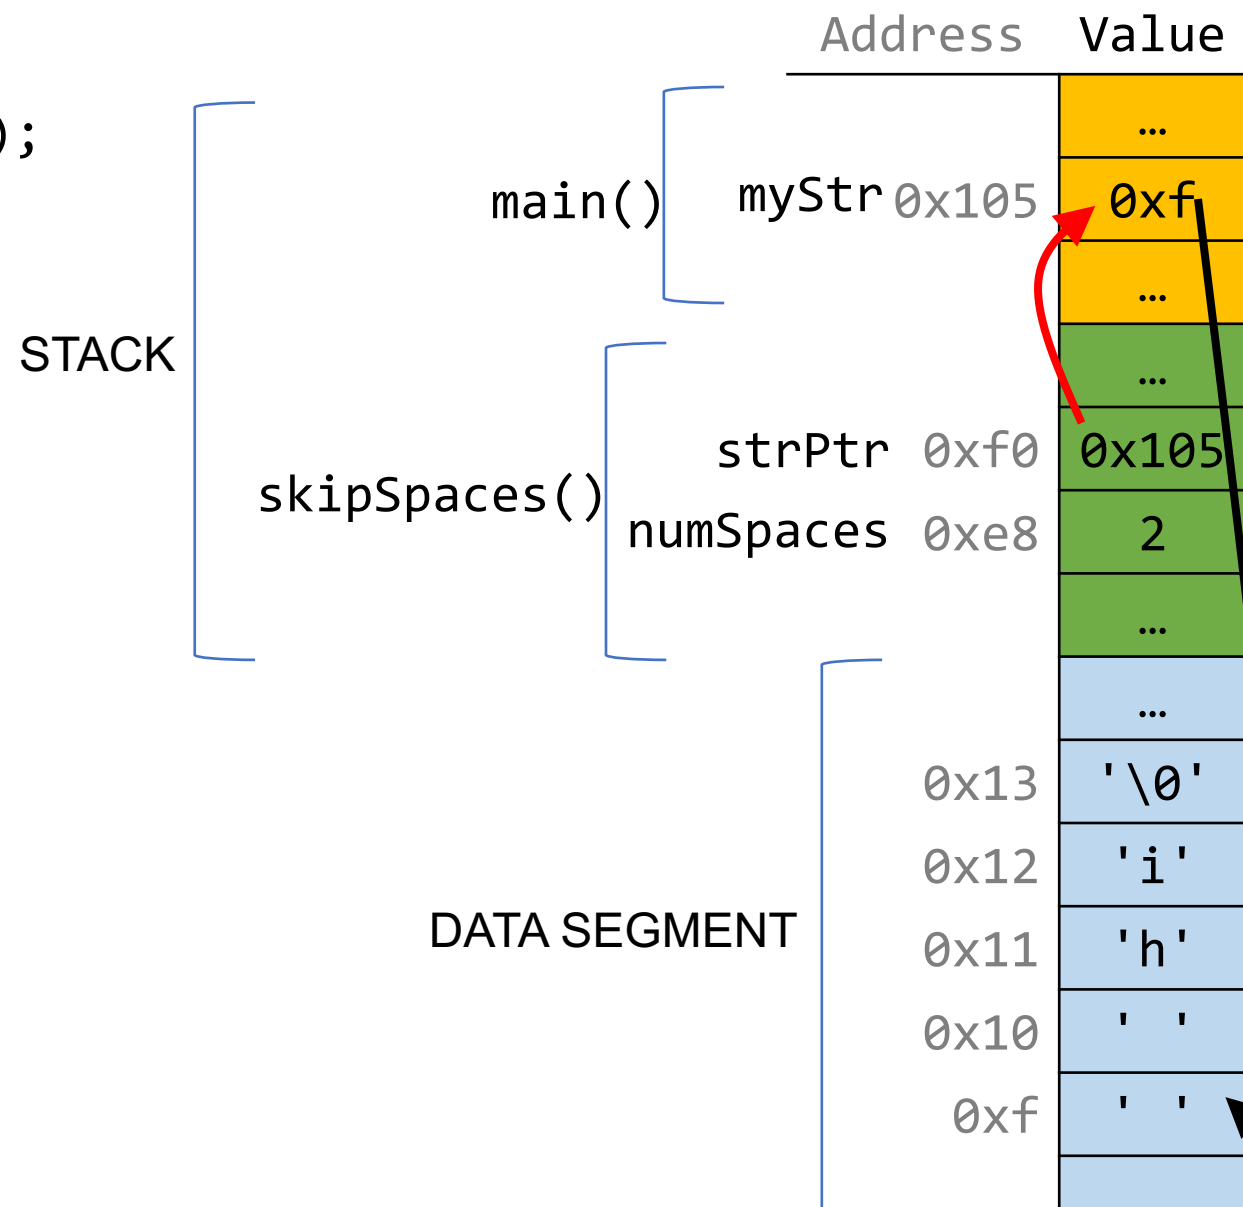 Address Value
);
…
main() myStr 0x105 0xf
…
STACK
…
strPtr 0xf0 0x105
skipSpaces()
numSpaces 0xe8 2
…
…
0x13 '\0'
0x12 'i'
DATA SEGMENT
0x11 'h'
0x10 ' '
0xf ' '